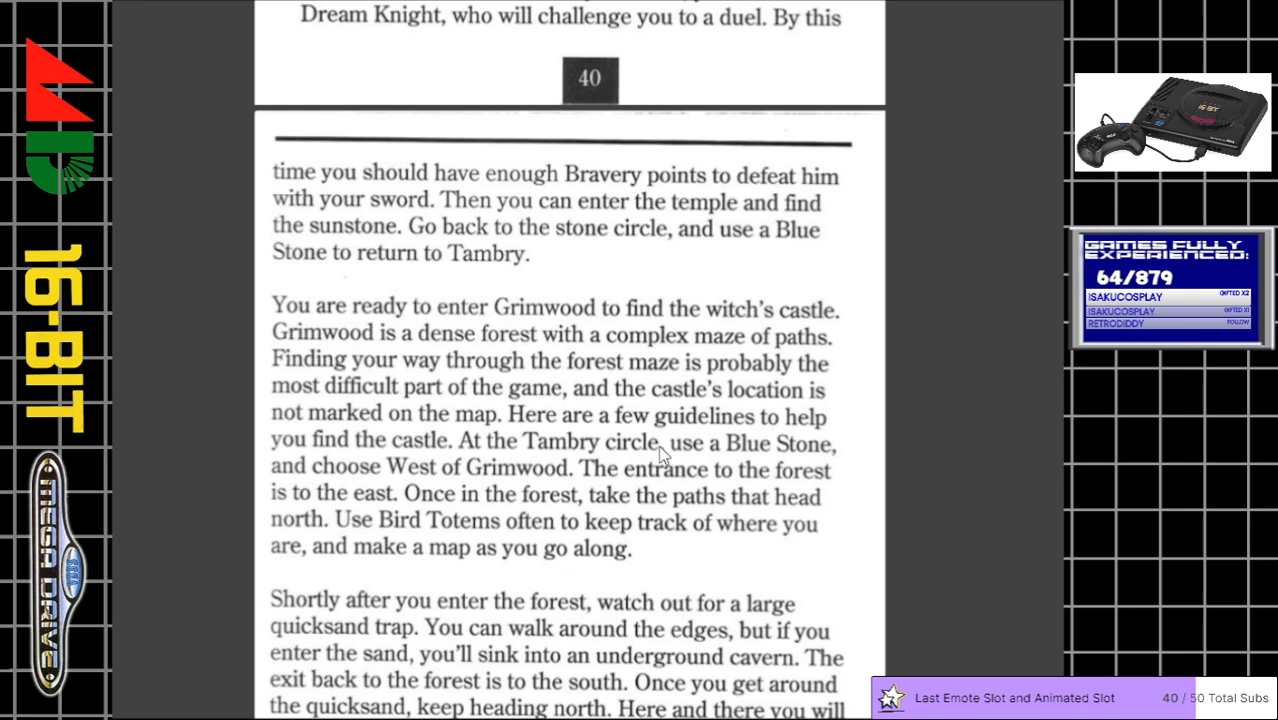 Dream Knight, who will challenge you to a duel. By this
40
time you should have enough Bravery points to defeat him
with your sword. Then you can enter the temple and find
the sunstone. Go back to the stone circle, and use a Blue
Stone to return to Tambry.
You are ready to enter Grimwood to find the witch's castle.
Grimwood is a dense forest with a complex maze of paths.
Finding your way through the forest maze is probably the
most difficult part of the game, and the castle's location is
not marked on the map. Here are a few guidelines to help
you find the castle. At the Tambry circle, use a Blue Stone,
and choose West of Grimwood. The entrance to the forest
is to the east. Once in the forest, take the paths that head
north. Use Bird Totems often to keep track of where you
are, and make a map as you go along.
Shortly after you enter the forest, watch out for a large
quicksand trap. You can walk around the edges, but if you
enter the sand, you'll sink into an underground cavern. The
exit back to the forest is to the south. Once you get around
the quicksand, keep heading north. Here and there you will
16-BIT
MEGA DRIVE
SEGA
16-BIT
GAMES FULLY
EXPERIENCED:
64/879
ISAKUCOSPLAY GIFTED X2
ISAKUCOSPLAY GIFTED X1
RETRODIDDY FOLLOW
Last Emote Slot and Animated Slot 40 / 50 Total Subs